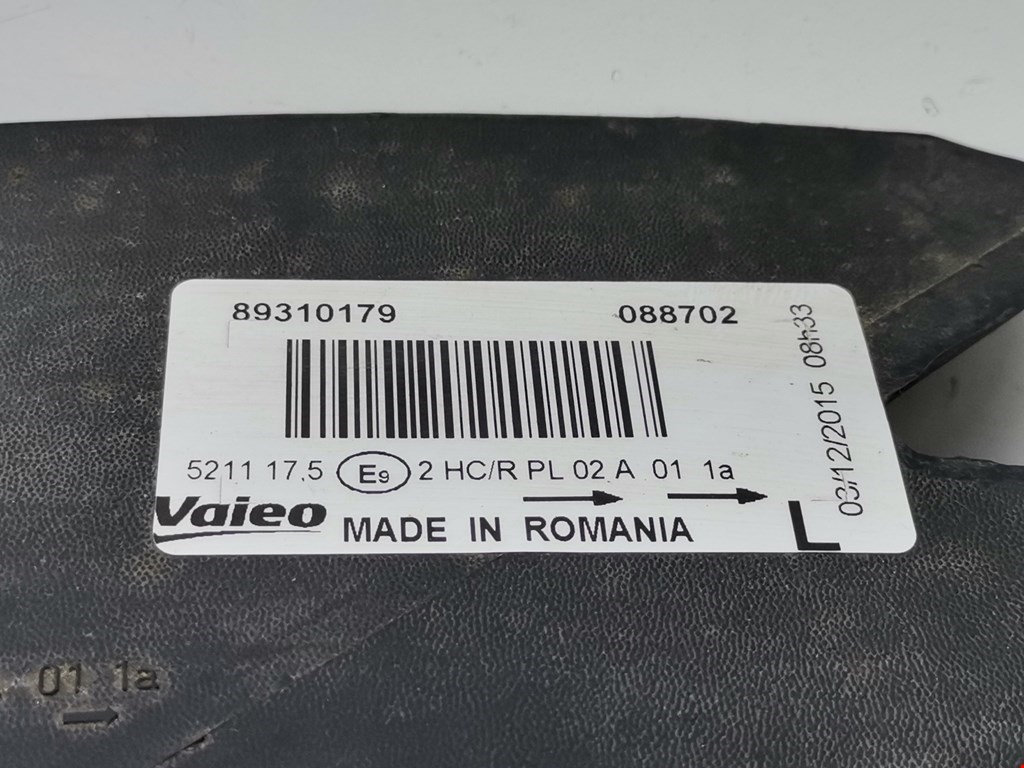 89310179 088702
5211 17,5 E9 2 HC/R PL 02 A 01 1a
Vaieo MADE IN ROMANIA L
03/12/2015 08h33
01 1a